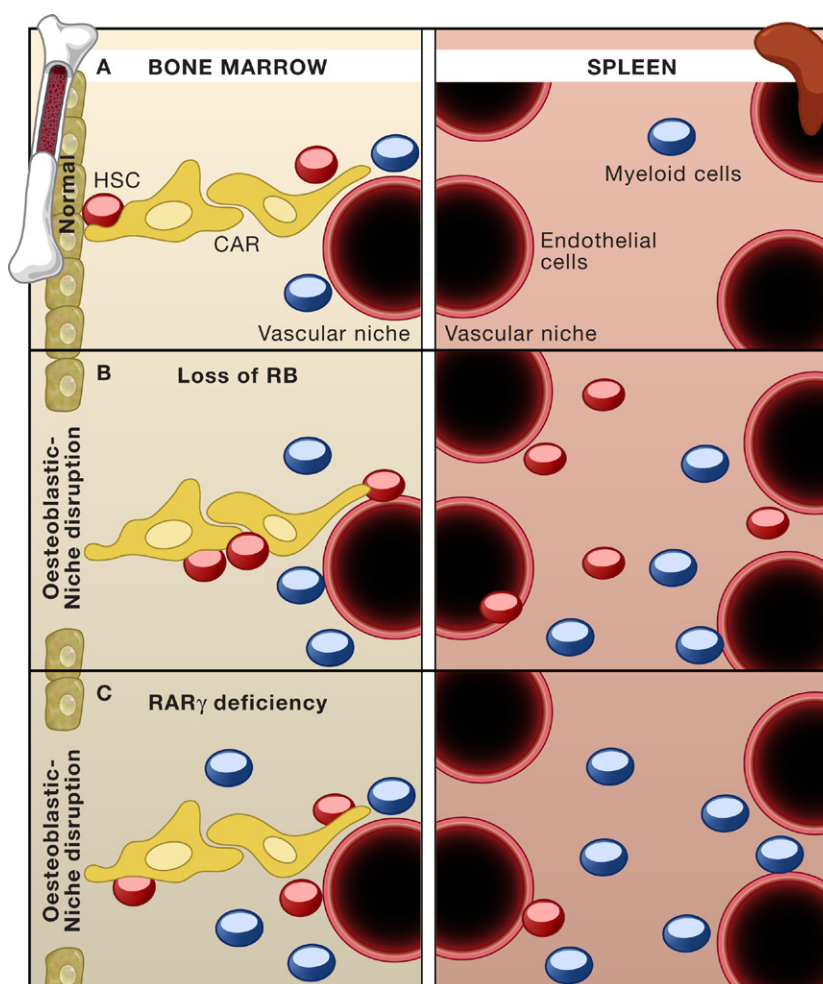 A
BONE MARROW
SPLEEN
Normal
HSC
CAR
Vascular niche
Myeloid cells
Endothelial
cells
Vascular niche
B
Loss of RB
Oesteoblastic-
Niche disruption
C
RARγ deficiency
Oesteoblastic-
Niche disruption